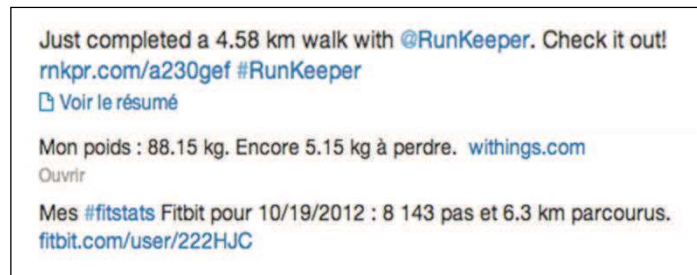 Just completed a 4.58 km walk with @RunKeeper. Check it out!
rnkpr.com/a230gef #RunKeeper
Voir le résumé
Mon poids : 88.15 kg. Encore 5.15 kg à perdre. withings.com
Ouvrir
Mes #fitstats Fitbit pour 10/19/2012 : 8 143 pas et 6.3 km parcourus.
fitbit.com/user/222HJC